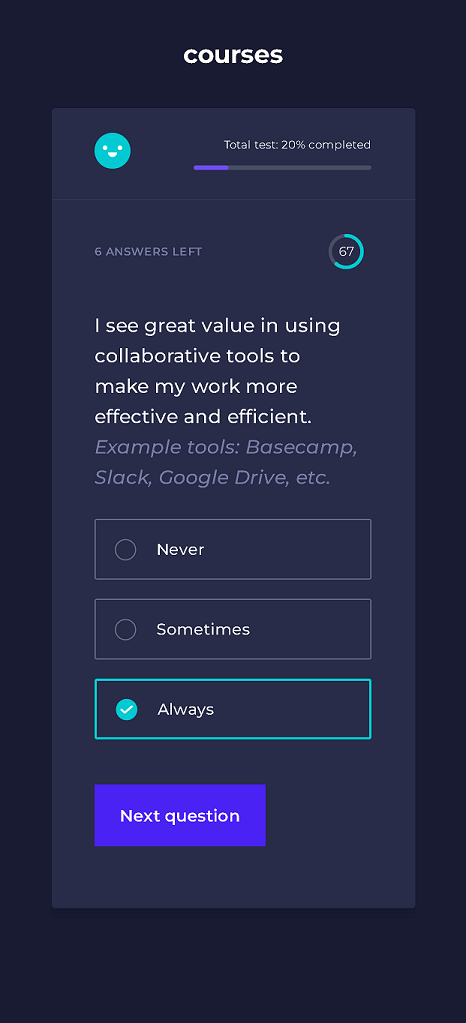 courses
Total test: 20% completed
6 ANSWERS LEFT
67
I see great value in using
collaborative tools to
make my work more
effective and efficient.
Example tools: Basecamp,
Slack, Google Drive, etc.
Never
Sometimes
Always
Next question